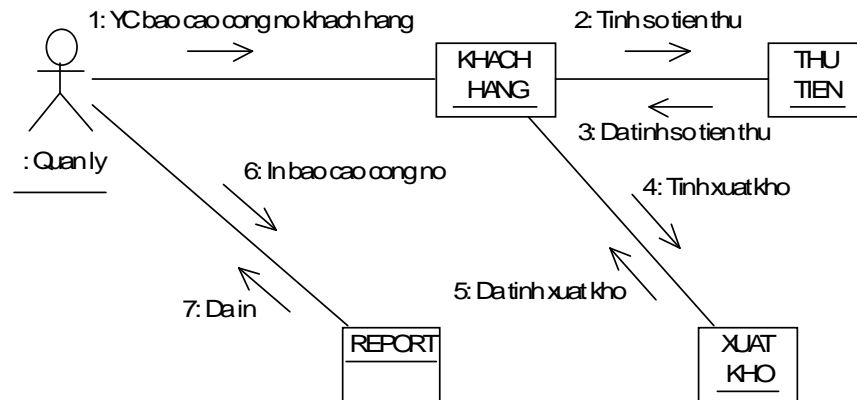 1: YC bao cao cong no khach hang
2: Tinh so tien thu
KHACH
HANG
THU
TIEN
3: Da tinh so tien thu
: Quan ly
6: In bao cao cong no
4: Tinh xuat kho
5: Da tinh xuat kho
7: Da in
REPORT
XUAT
KHO